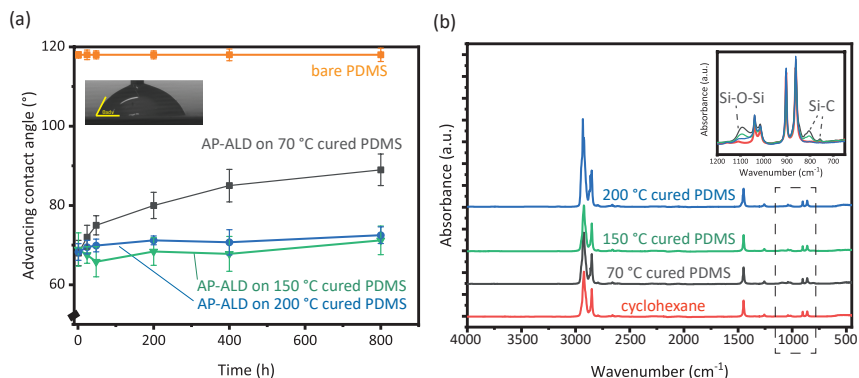 (a)
120
100
80
60
0
200
400
600
800
Advancing contact angle (°)
Time (h)
bare PDMS
AP-ALD on 70 °C cured PDMS
AP-ALD on 150 °C cured PDMS
AP-ALD on 200 °C cured PDMS
(b)
Absorbance (a.u.)
200 °C cured PDMS
150 °C cured PDMS
70 °C cured PDMS
cyclohexane
4000
3500
3000
2500
2000
1500
1000
500
Wavenumber (cm-1)
Absorbance (a.u.)
Si-O-Si
Si-C
1200
1100
1000
900
800
700
Wavenumber (cm-1)